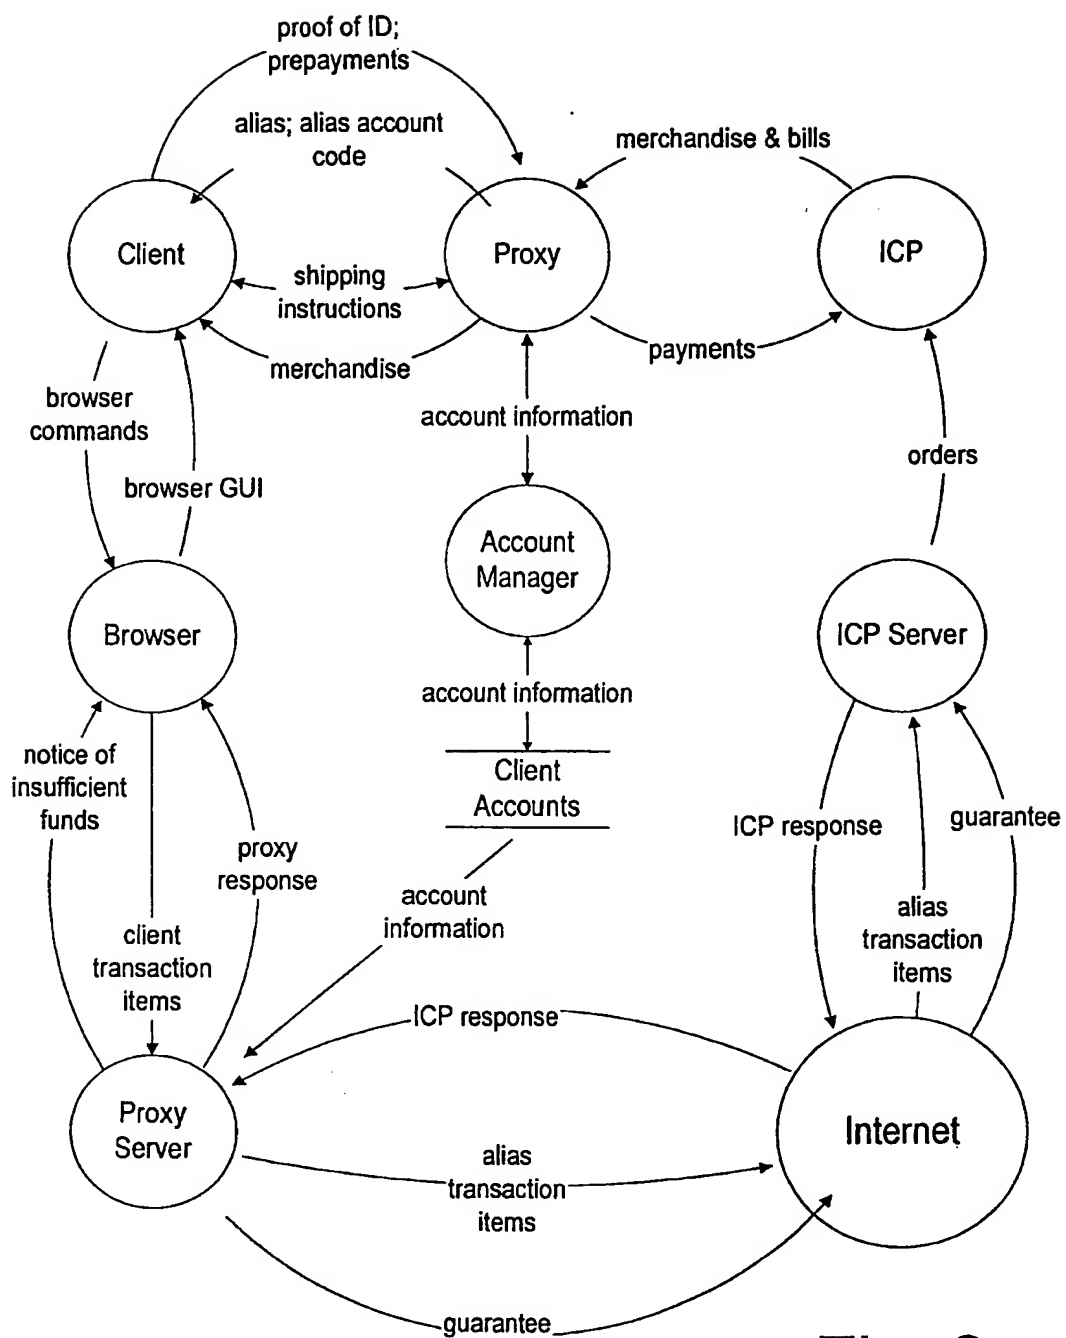 proof of ID;
prepayments
alias; alias account
code
merchandise & bills
Client
Proxy
ICP
shipping
instructions
merchandise
payments
browser
commands
account information
orders
browser GUI
Account
Manager
Browser
ICP Server
account information
notice of
insufficient
funds
Client
Accounts
ICP response
guarantee
proxy
response
account
information
alias
transaction
items
client
transaction
items
ICP response
Proxy
Server
Internet
alias
transaction
items
guarantee